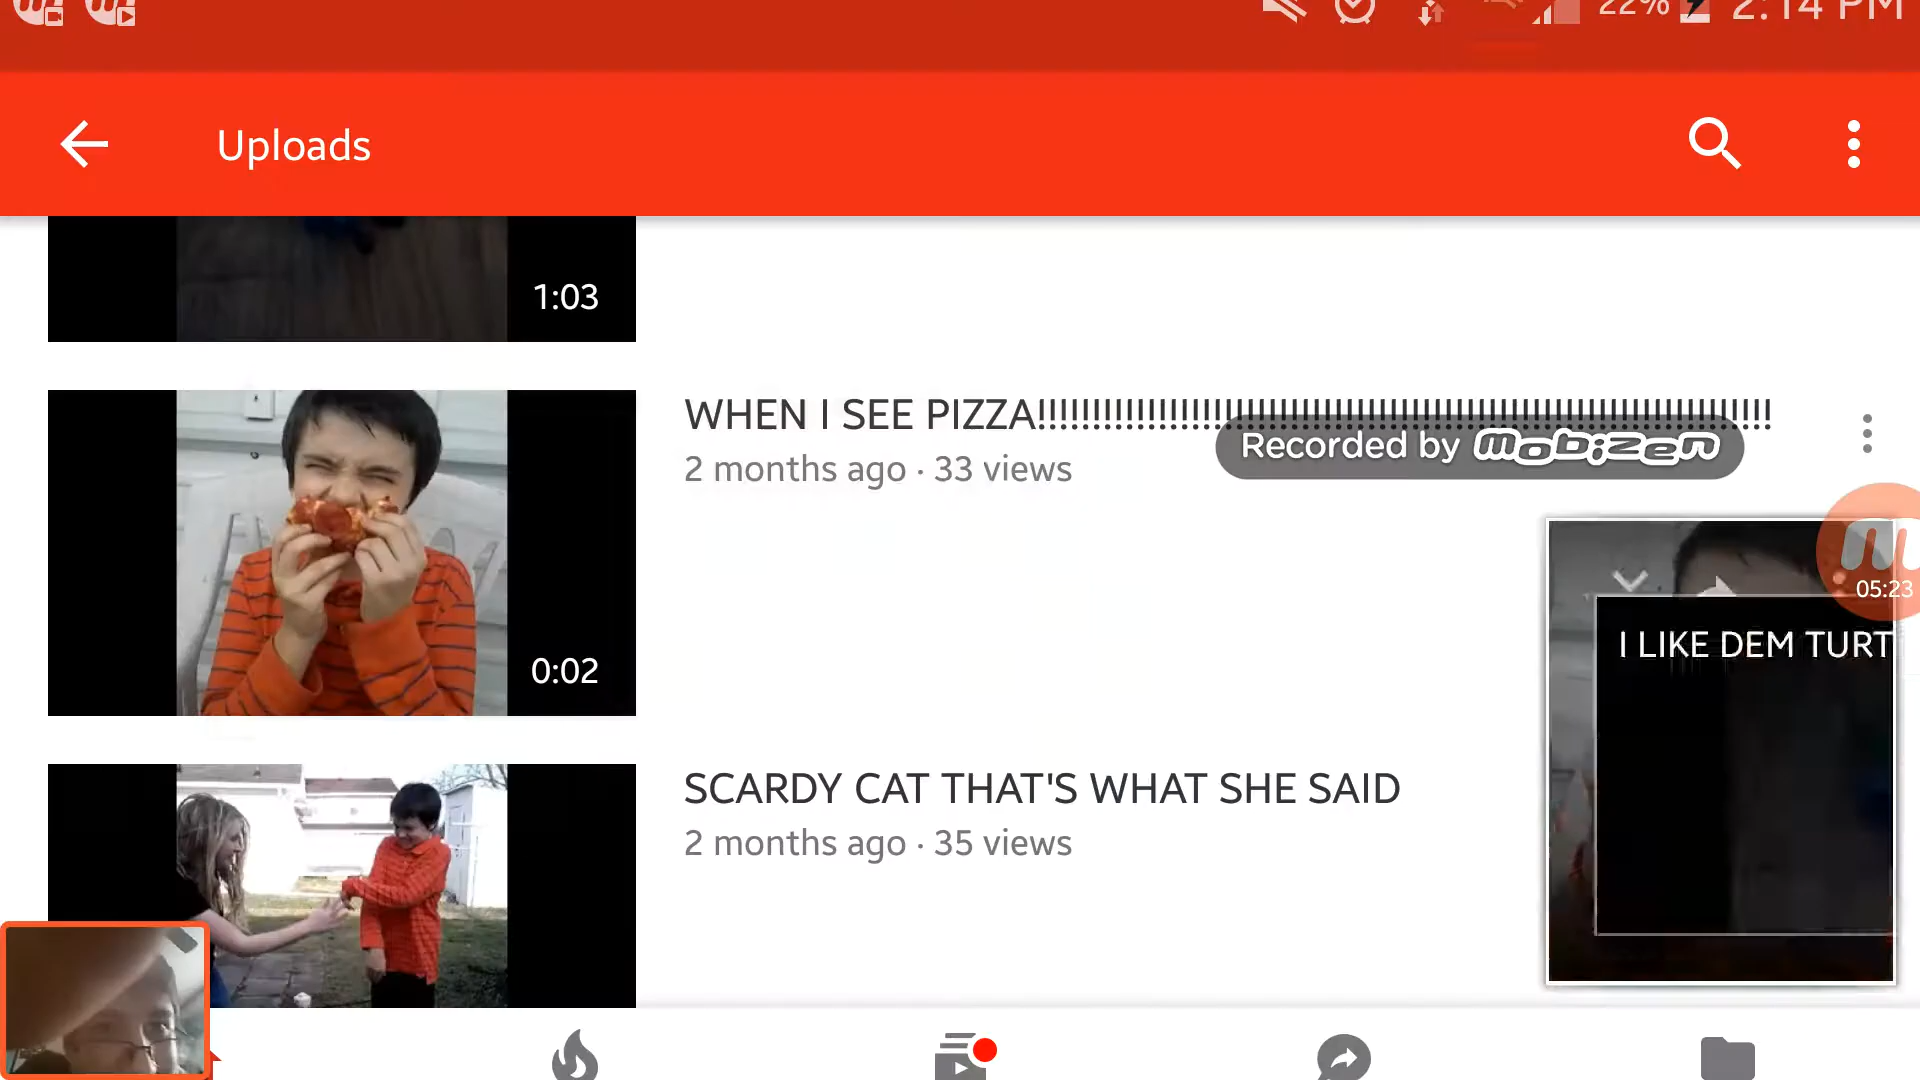 22% 2:14 PM
Uploads
1:03
WHEN I SEE PIZZA!!!!!!!!!!!!!!!!!!!!!!!!!!!!!!!!!!!!!!!!!!!!!!!!!!!!!!!!!!!!!!!!!!!
Recorded by mobizen
2 months ago · 33 views
05:23
I LIKE DEM TURT
0:02
SCARDY CAT THAT'S WHAT SHE SAID
2 months ago · 35 views